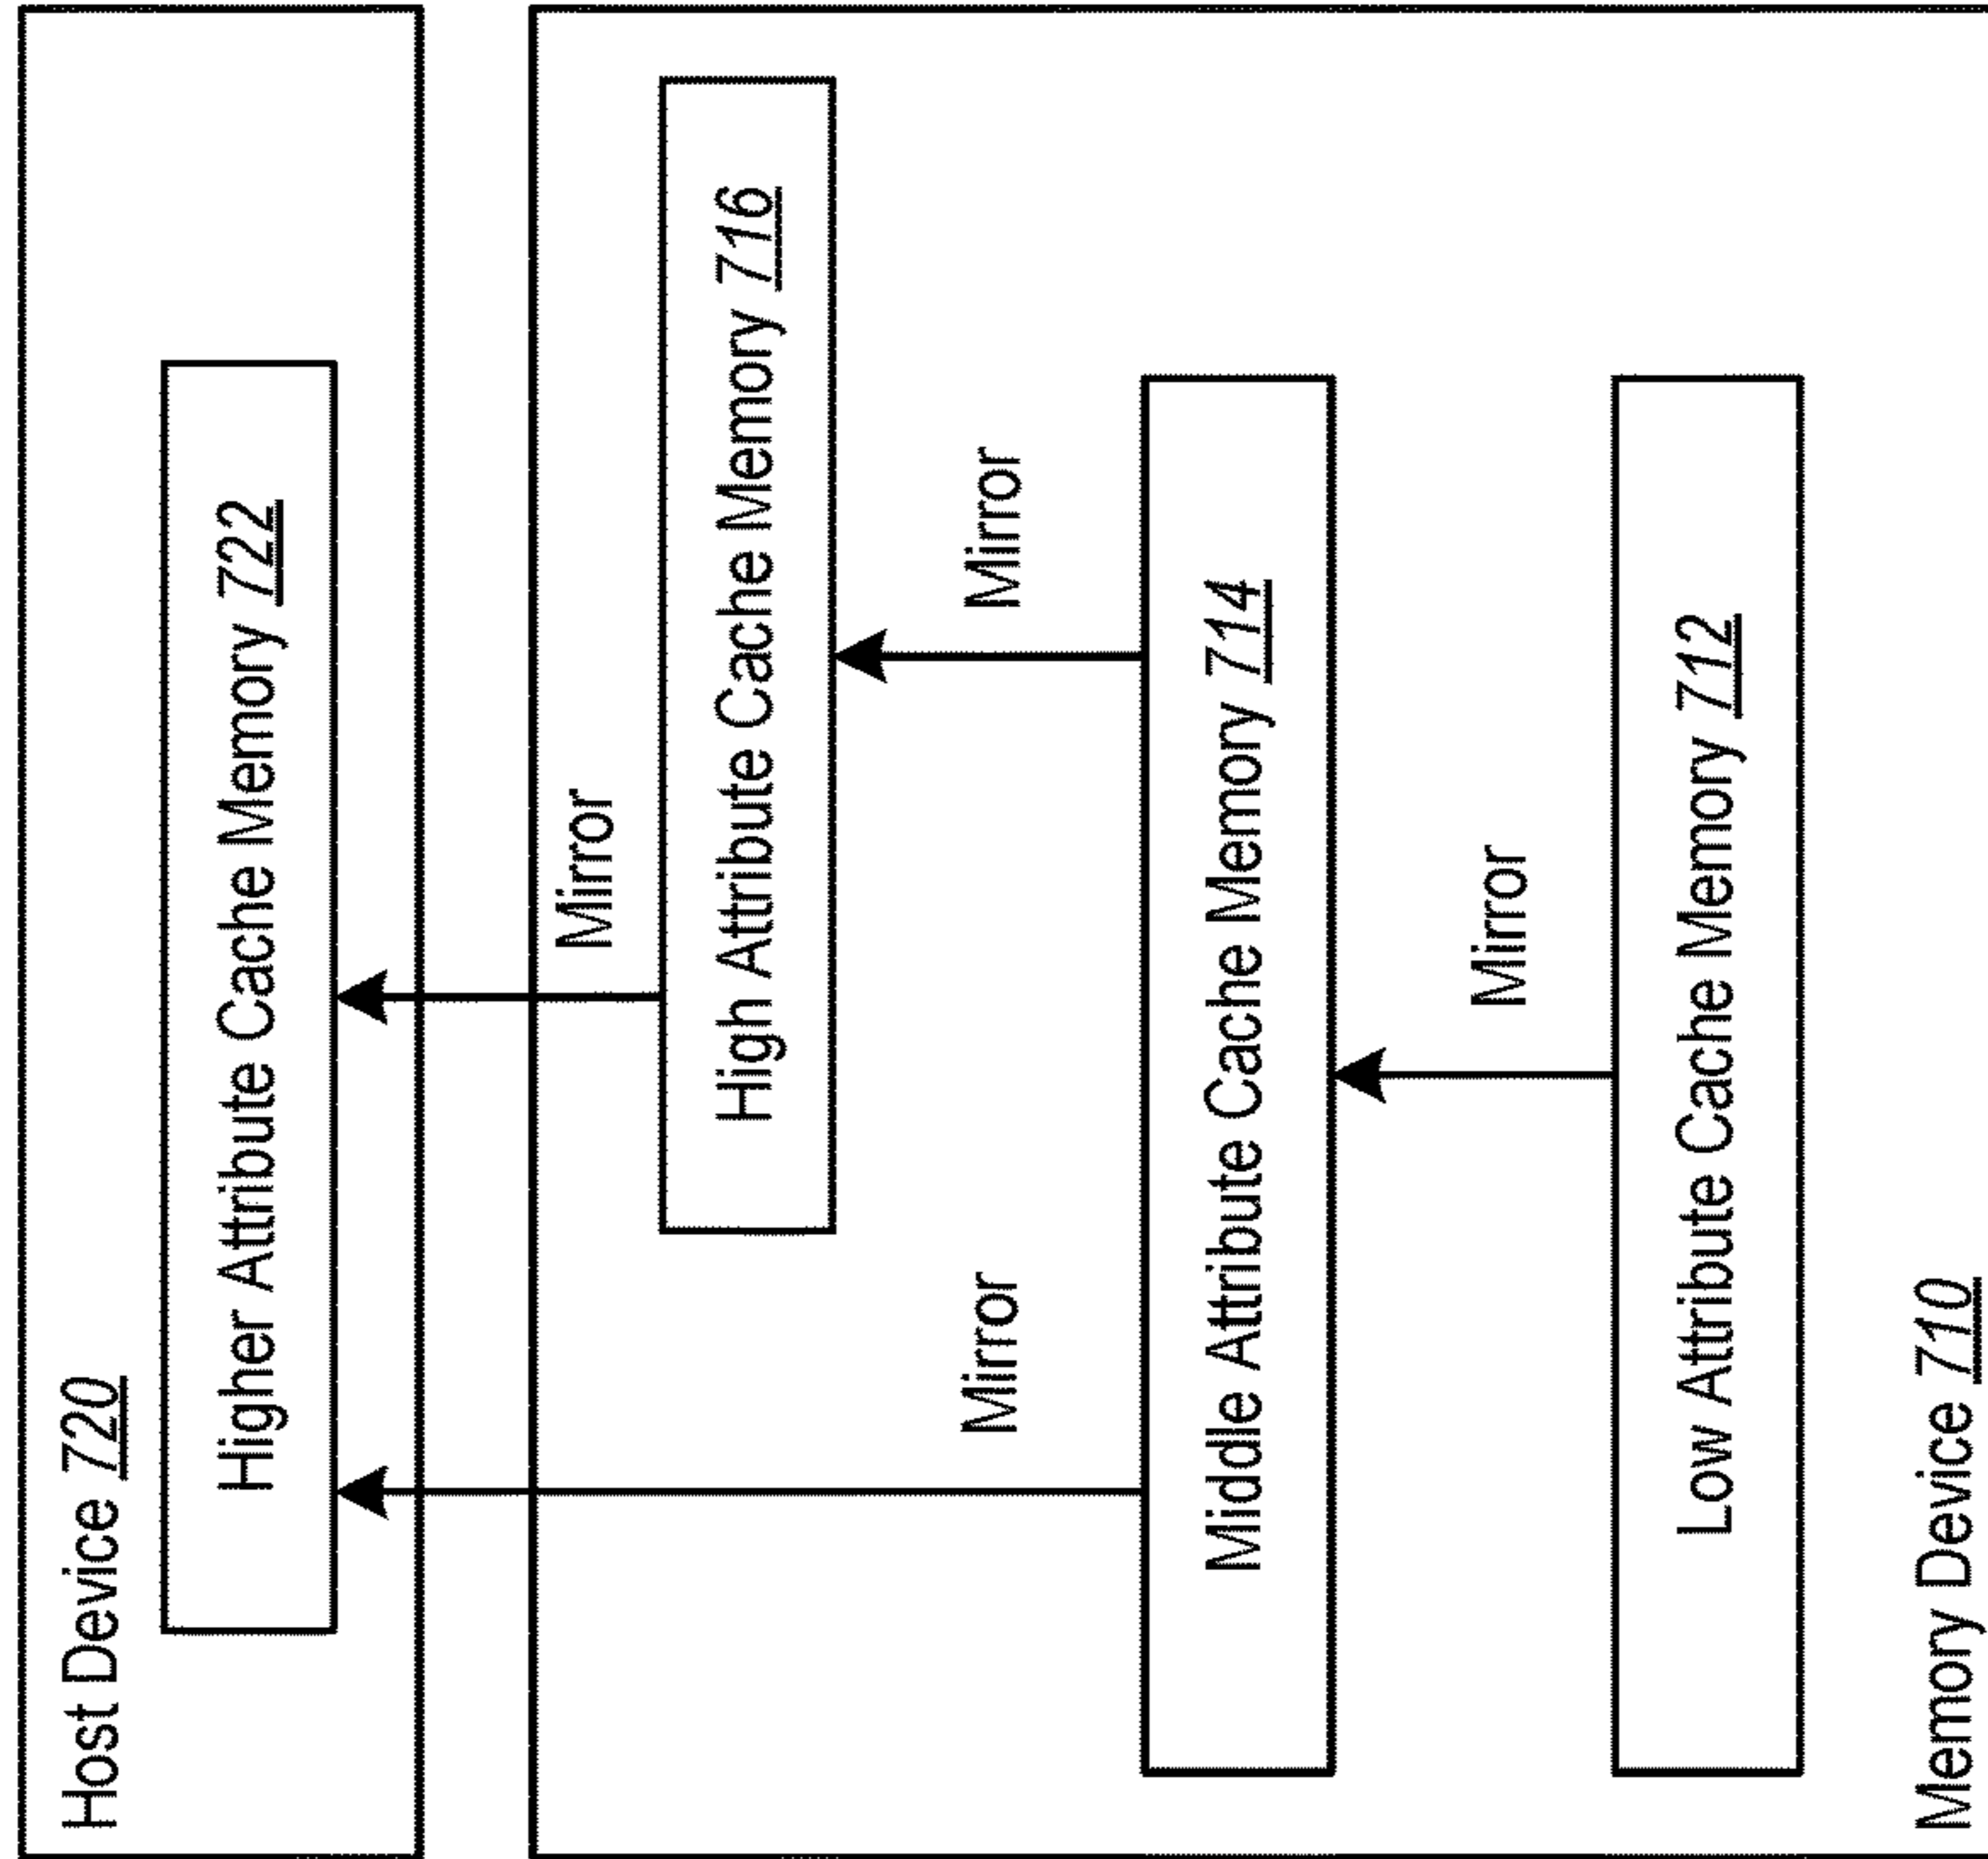 Host Device 720
Higher Attribute Cache Memory 722
Mirror
High Attribute Cache Memory 716
Mirror
Mirror
Middle Attribute Cache Memory 714
Mirror
Low Attribute Cache Memory 712
Memory Device 710